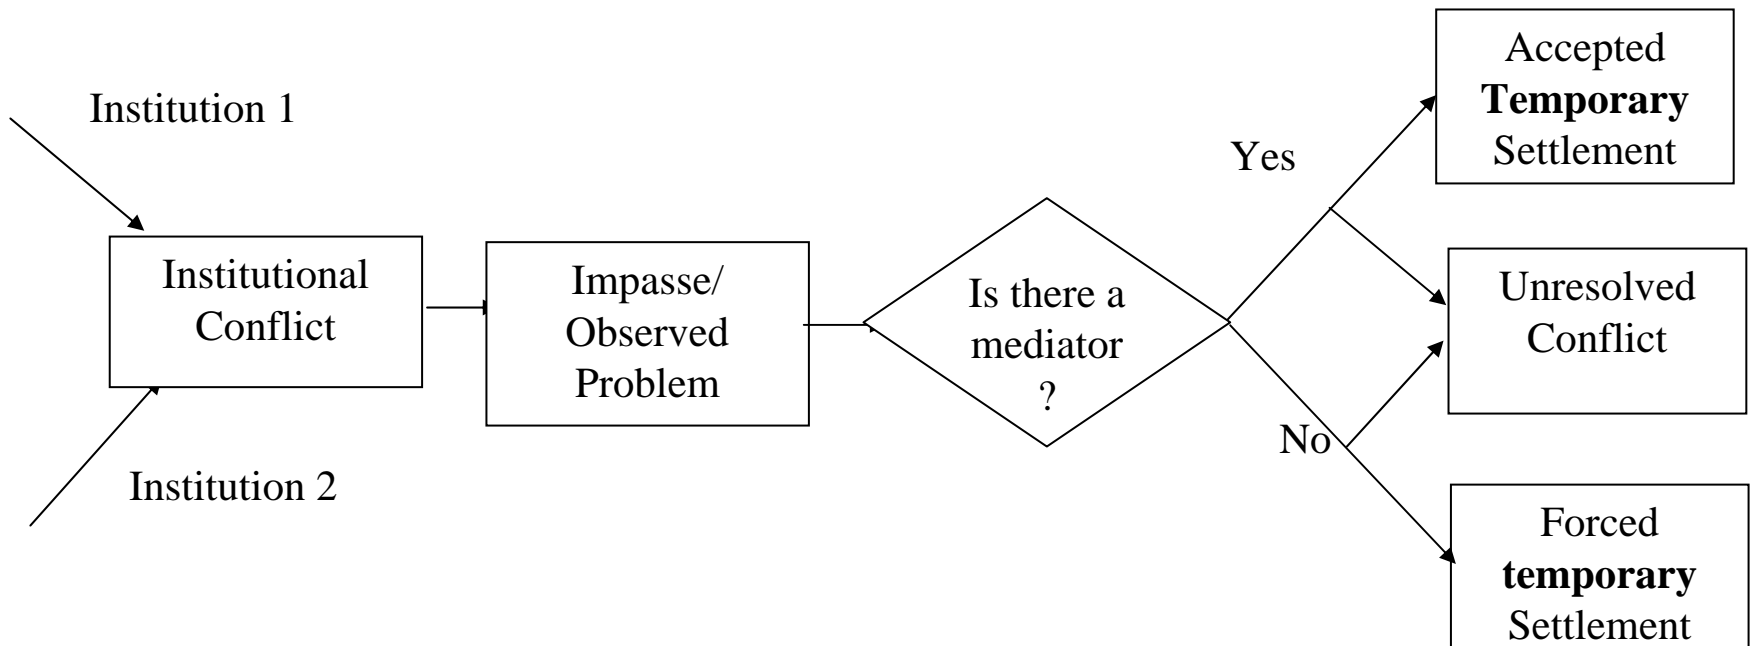 Institution 1
Institution 2
Institutional
Conflict
Impasse/
Observed
Problem
Is there a
mediator
?
Yes
No
Accepted
Temporary
Settlement
Unresolved
Conflict
Forced
temporary
Settlement